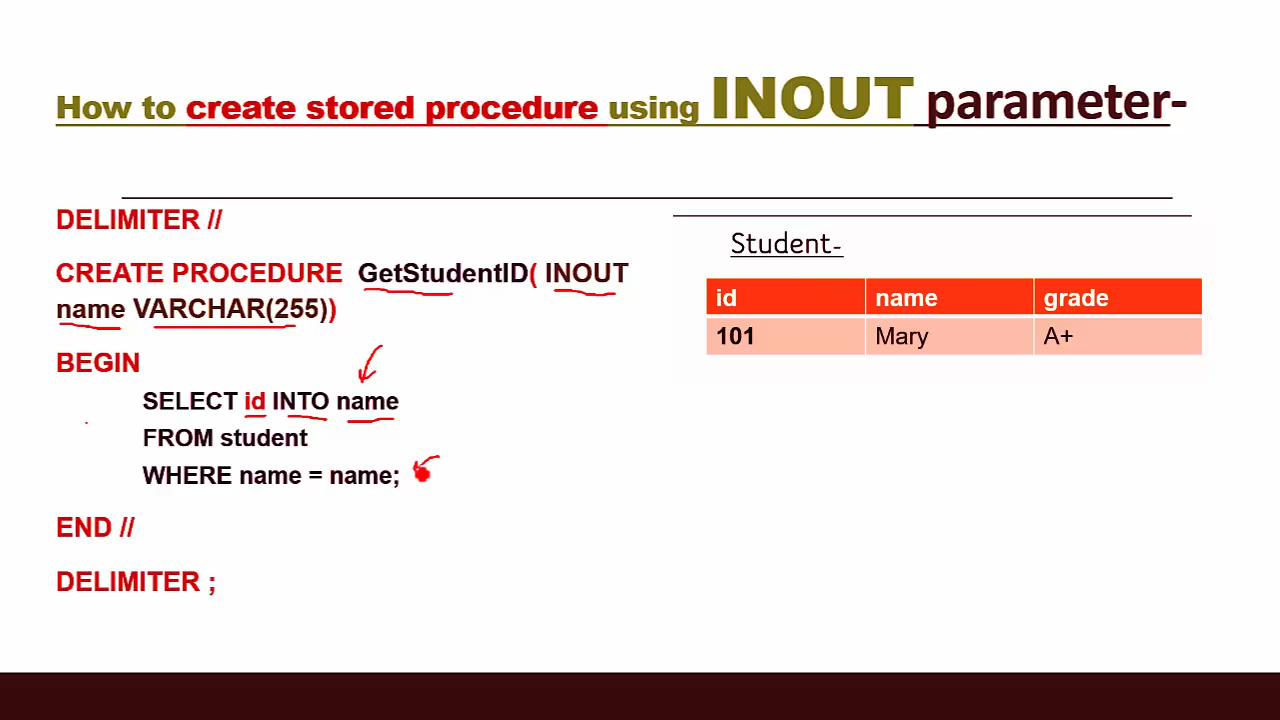 How to create stored procedure using INOUT parameter-
DELIMITER //
CREATE PROCEDURE GetStudentID( INOUT
name VARCHAR(255))
BEGIN
SELECT id INTO name
FROM student
WHERE name = name;
END //
DELIMITER ;
Student-
id name grade
101 Mary A+